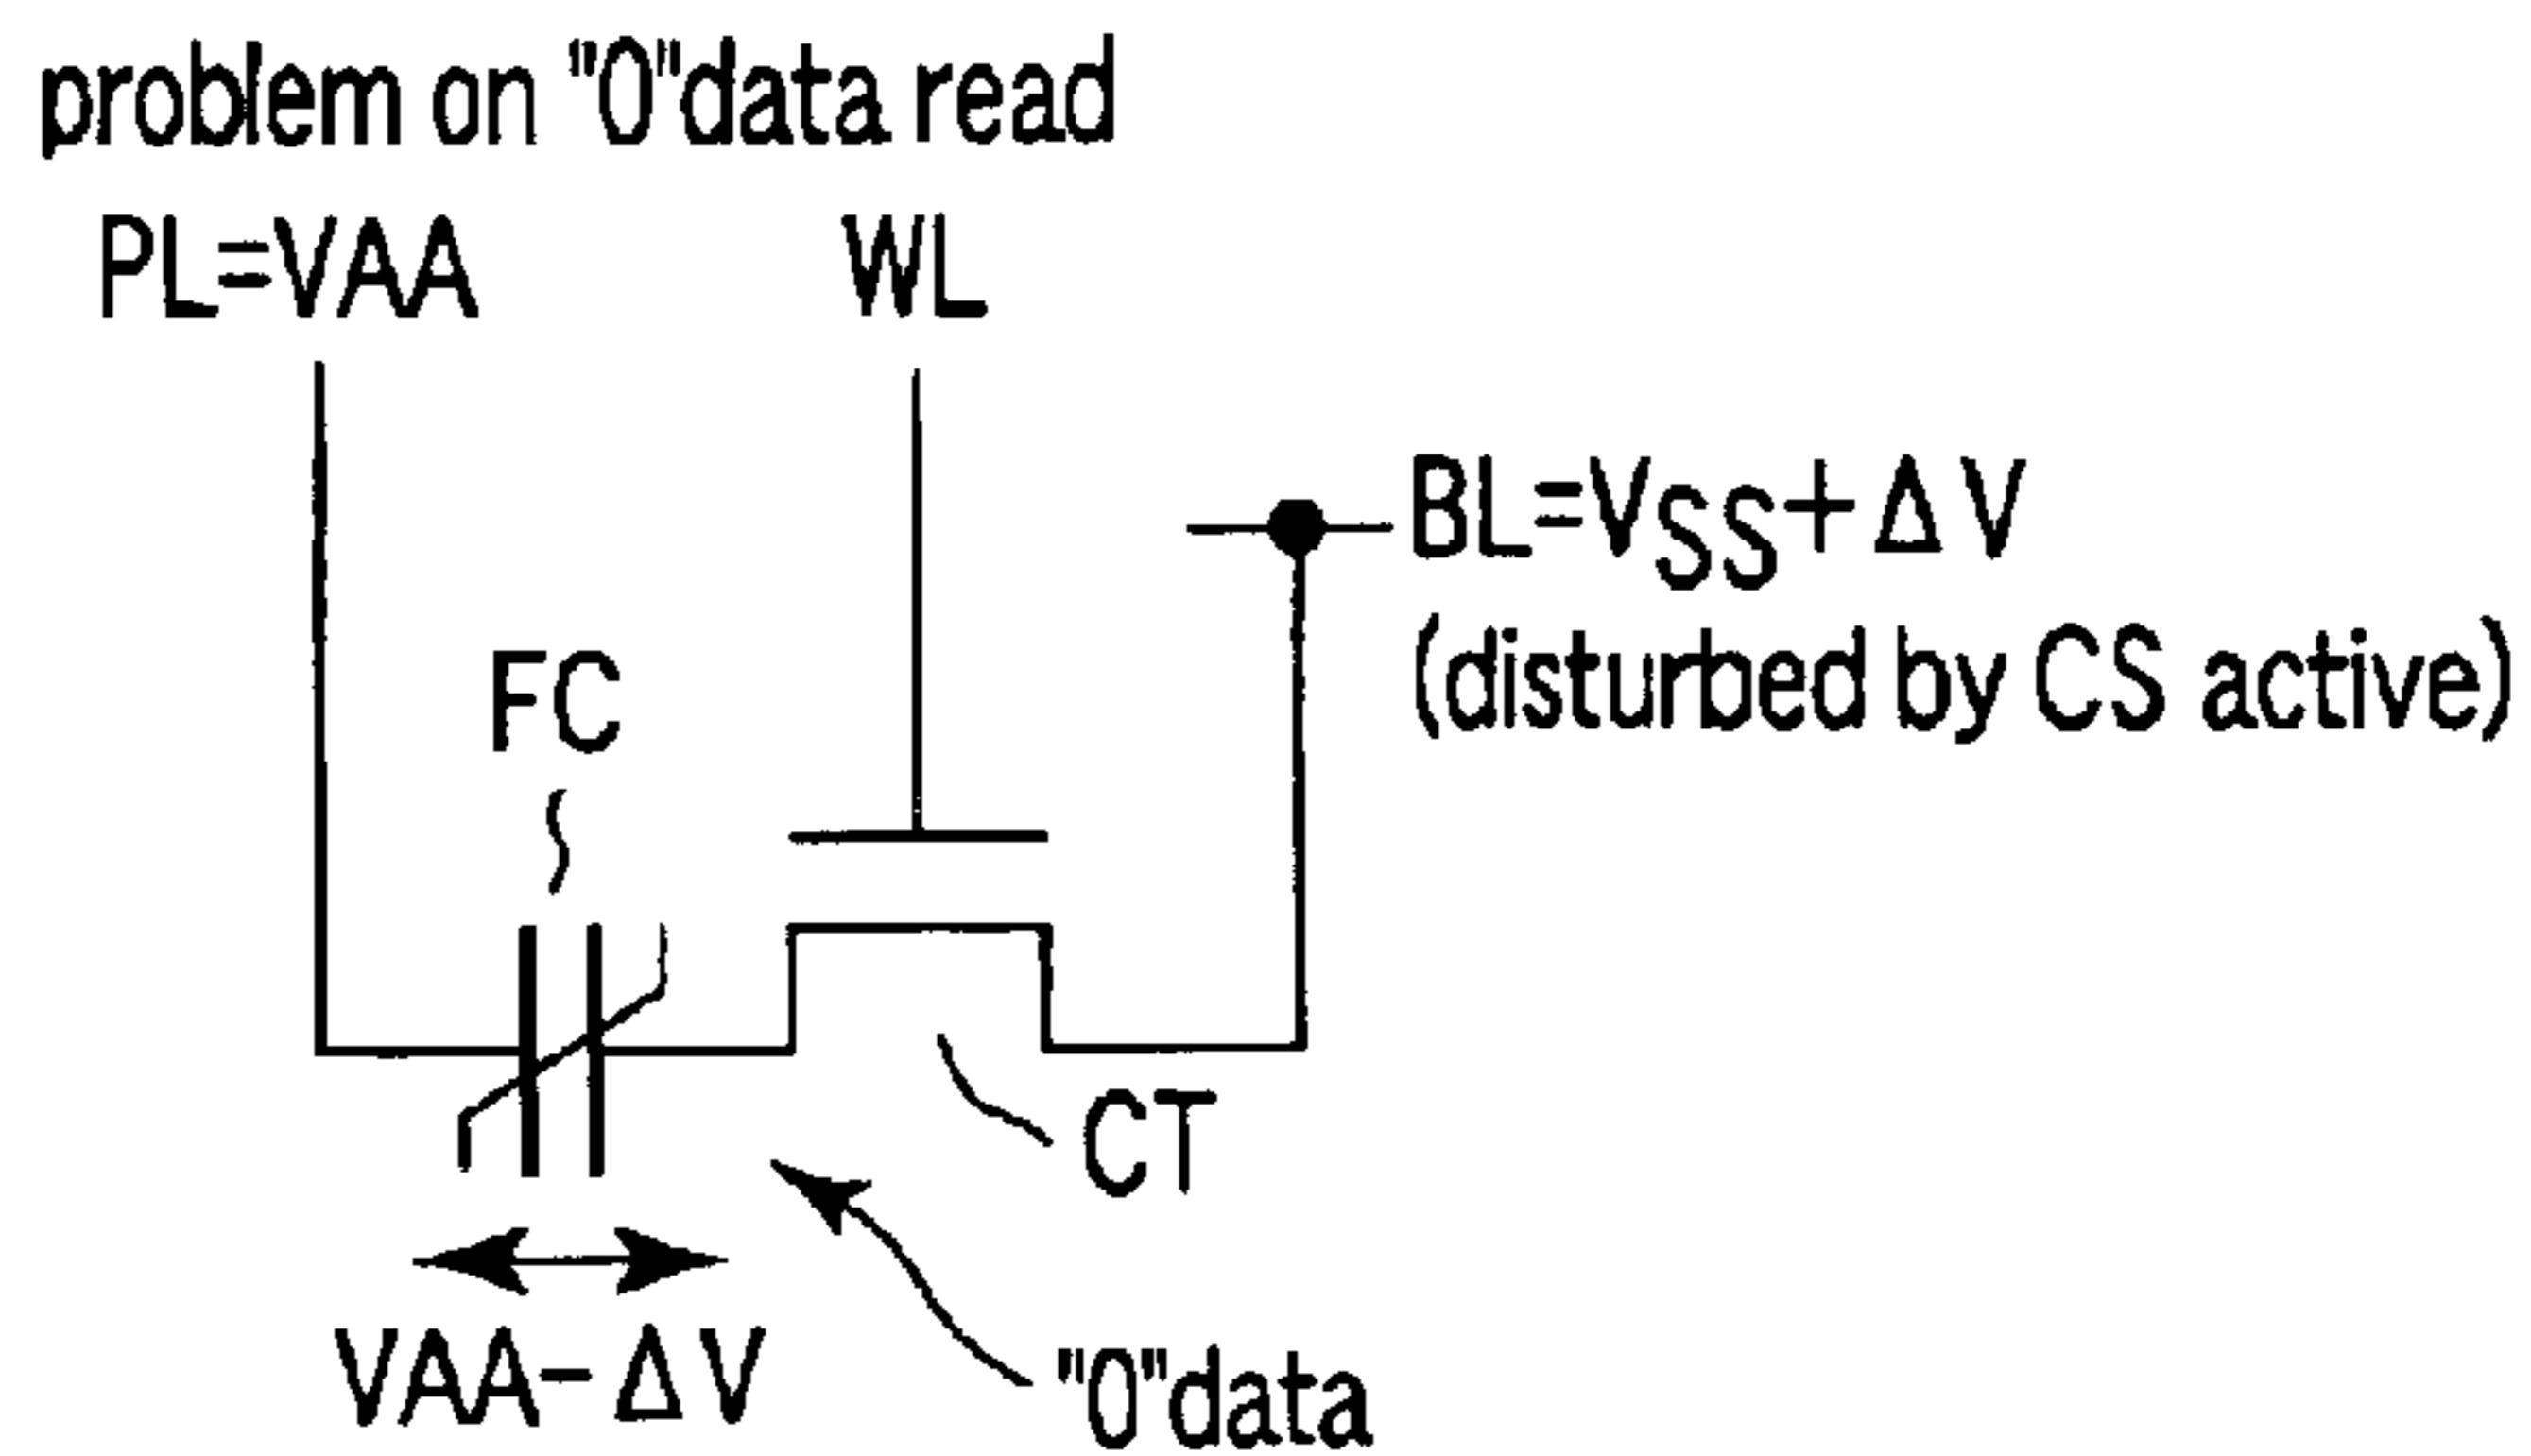 problem on "0"data read
PL=VAA
WL
BL=VSS+ΔV
(disturbed by CS active)
FC
CT
VAA-ΔV
"0"data